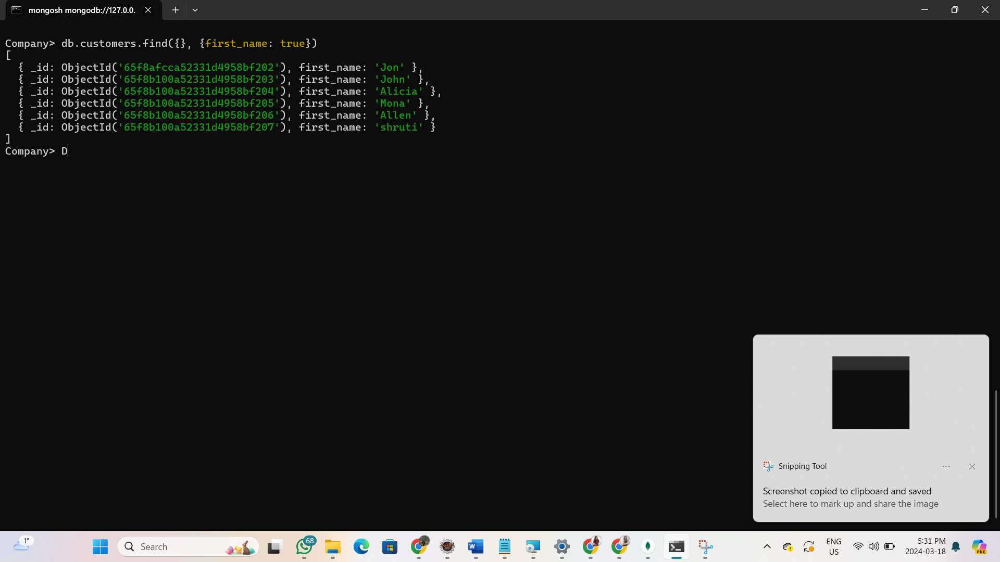 mongosh mongodb://127.0.0.
Company> db.customers.find({}, {first_name: true})
[
  { _id: ObjectId('65f8afcca52331d4958bf202'), first_name: 'Jon' },
  { _id: ObjectId('65f8b100a52331d4958bf203'), first_name: 'John' },
  { _id: ObjectId('65f8b100a52331d4958bf204'), first_name: 'Alicia' },
  { _id: ObjectId('65f8b100a52331d4958bf205'), first_name: 'Mona' },
  { _id: ObjectId('65f8b100a52331d4958bf206'), first_name: 'Allen' },
  { _id: ObjectId('65f8b100a52331d4958bf207'), first_name: 'shruti' }
]
Company> D
Snipping Tool
Screenshot copied to clipboard and saved
Select here to mark up and share the image
1°
Search
68
ENG
US
5:31 PM
2024-03-18
PRE